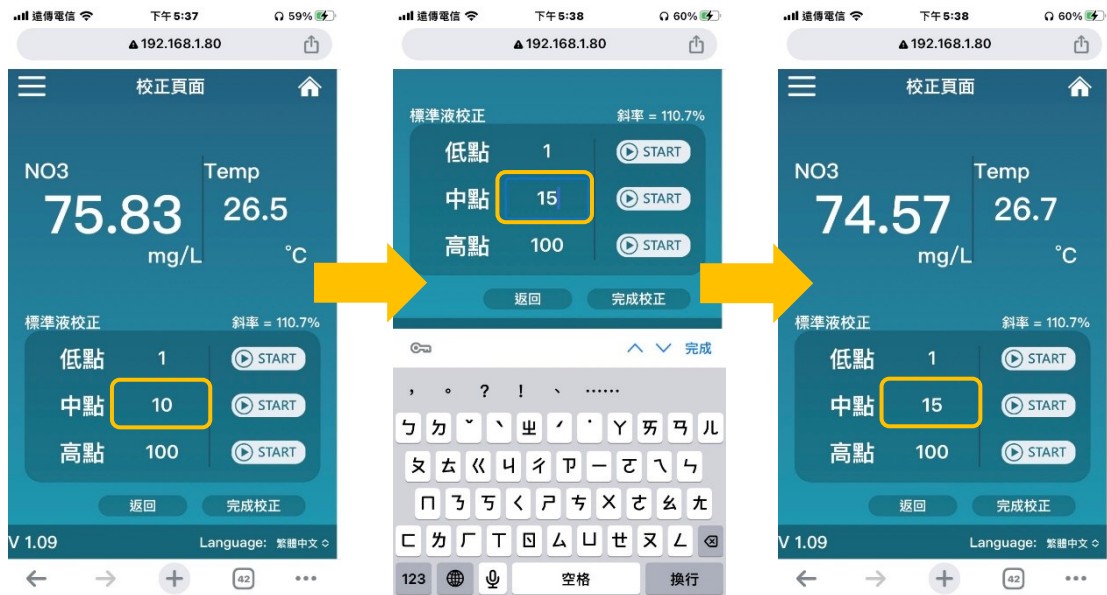 遠傳電信 下午5:37 59%
192.168.1.80
校正頁面
NO3 Temp
75.83 26.5
mg/L °C
標準液校正 斜率 = 110.7%
低點 1 START
中點 10 START
高點 100 START
返回 完成校正
V 1.09 Language: 繁體中文
42
遠傳電信 下午5:38 60%
192.168.1.80
標準液校正 斜率 = 110.7%
低點 1 START
中點 15 START
高點 100 START
返回 完成校正
完成
， 。 ? ! 、 ……
ㄅ ㄉ ˇ ˋ ㄓ ˊ ˙ ㄚ ㄞ ㄢ ㄦ
ㄆ ㄊ ㄍ ㄐ ㄔ ㄗ ㄧ ㄛ ㄟ ㄣ
ㄇ ㄋ ㄎ ㄑ ㄕ ㄘ ㄨ ㄜ ㄠ ㄤ
ㄈ ㄌ ㄏ ㄒ ㄖ ㄙ ㄩ ㄝ ㄡ ㄥ
123 空格 換行
遠傳電信 下午5:38 60%
192.168.1.80
校正頁面
NO3 Temp
74.57 26.7
mg/L °C
標準液校正 斜率 = 110.7%
低點 1 START
中點 15 START
高點 100 START
返回 完成校正
V 1.09 Language: 繁體中文
42